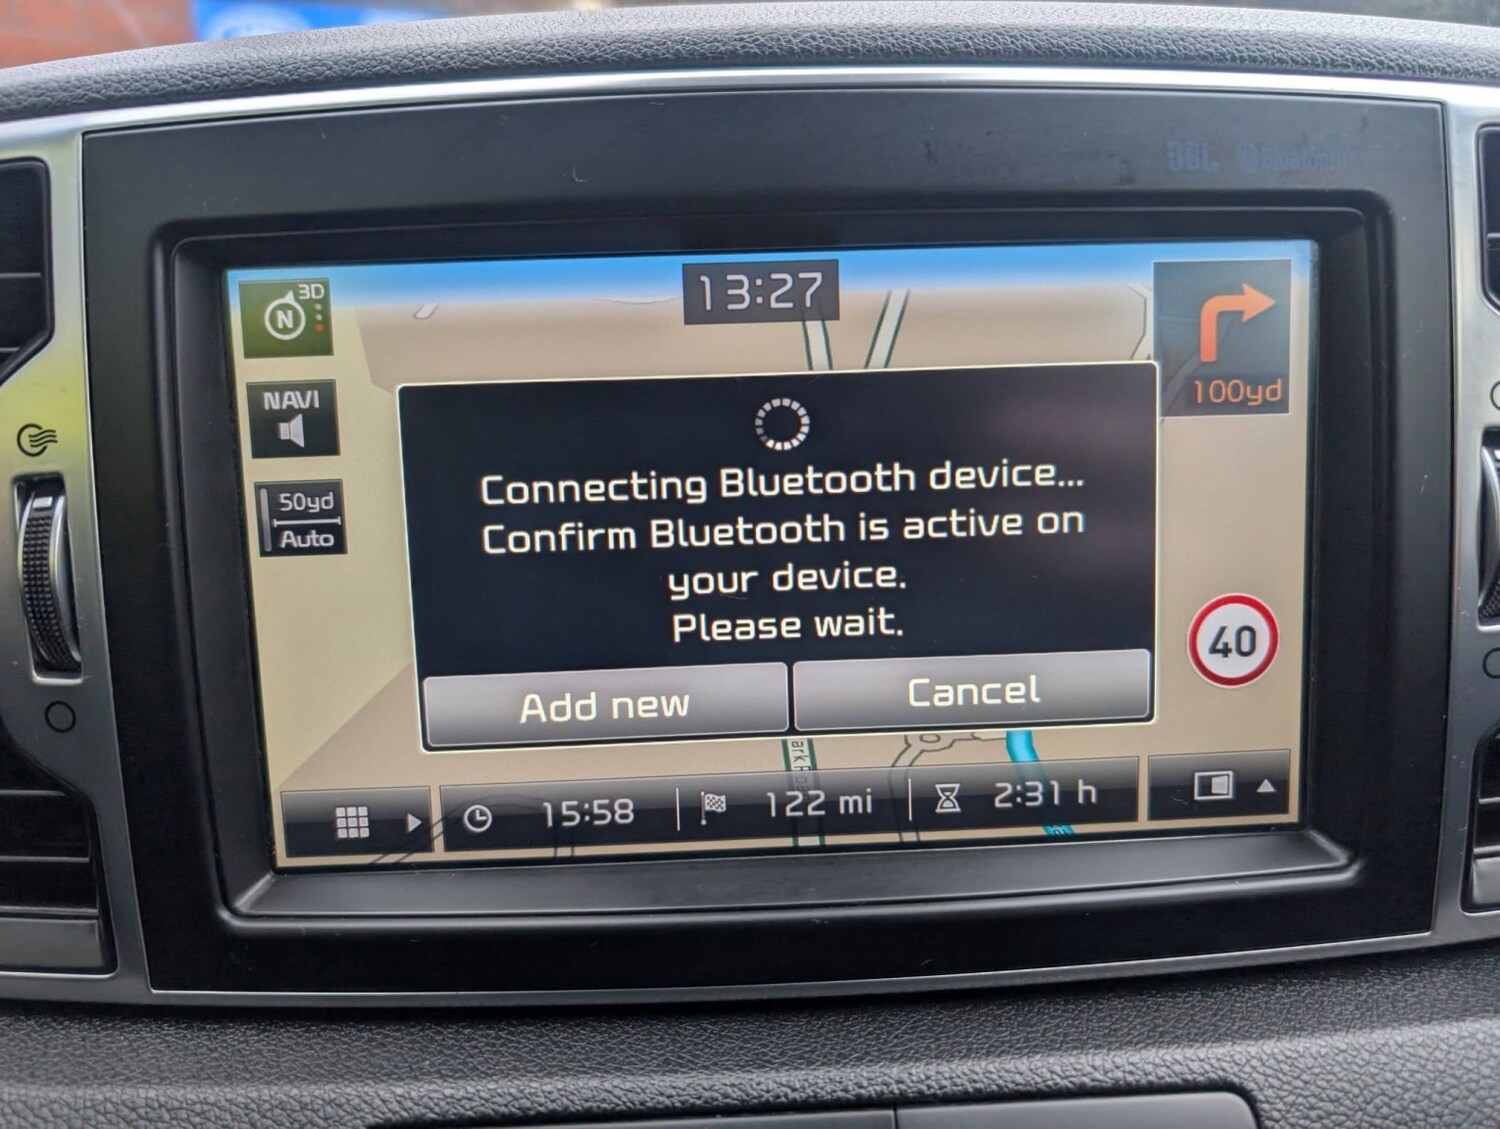 13:27
3D
N
NAVI
50yd
Auto
100yd
Connecting Bluetooth device...
Confirm Bluetooth is active on
your device.
Please wait.
Add new
Cancel
40
15:58
122 mi
2:31 h
JBL